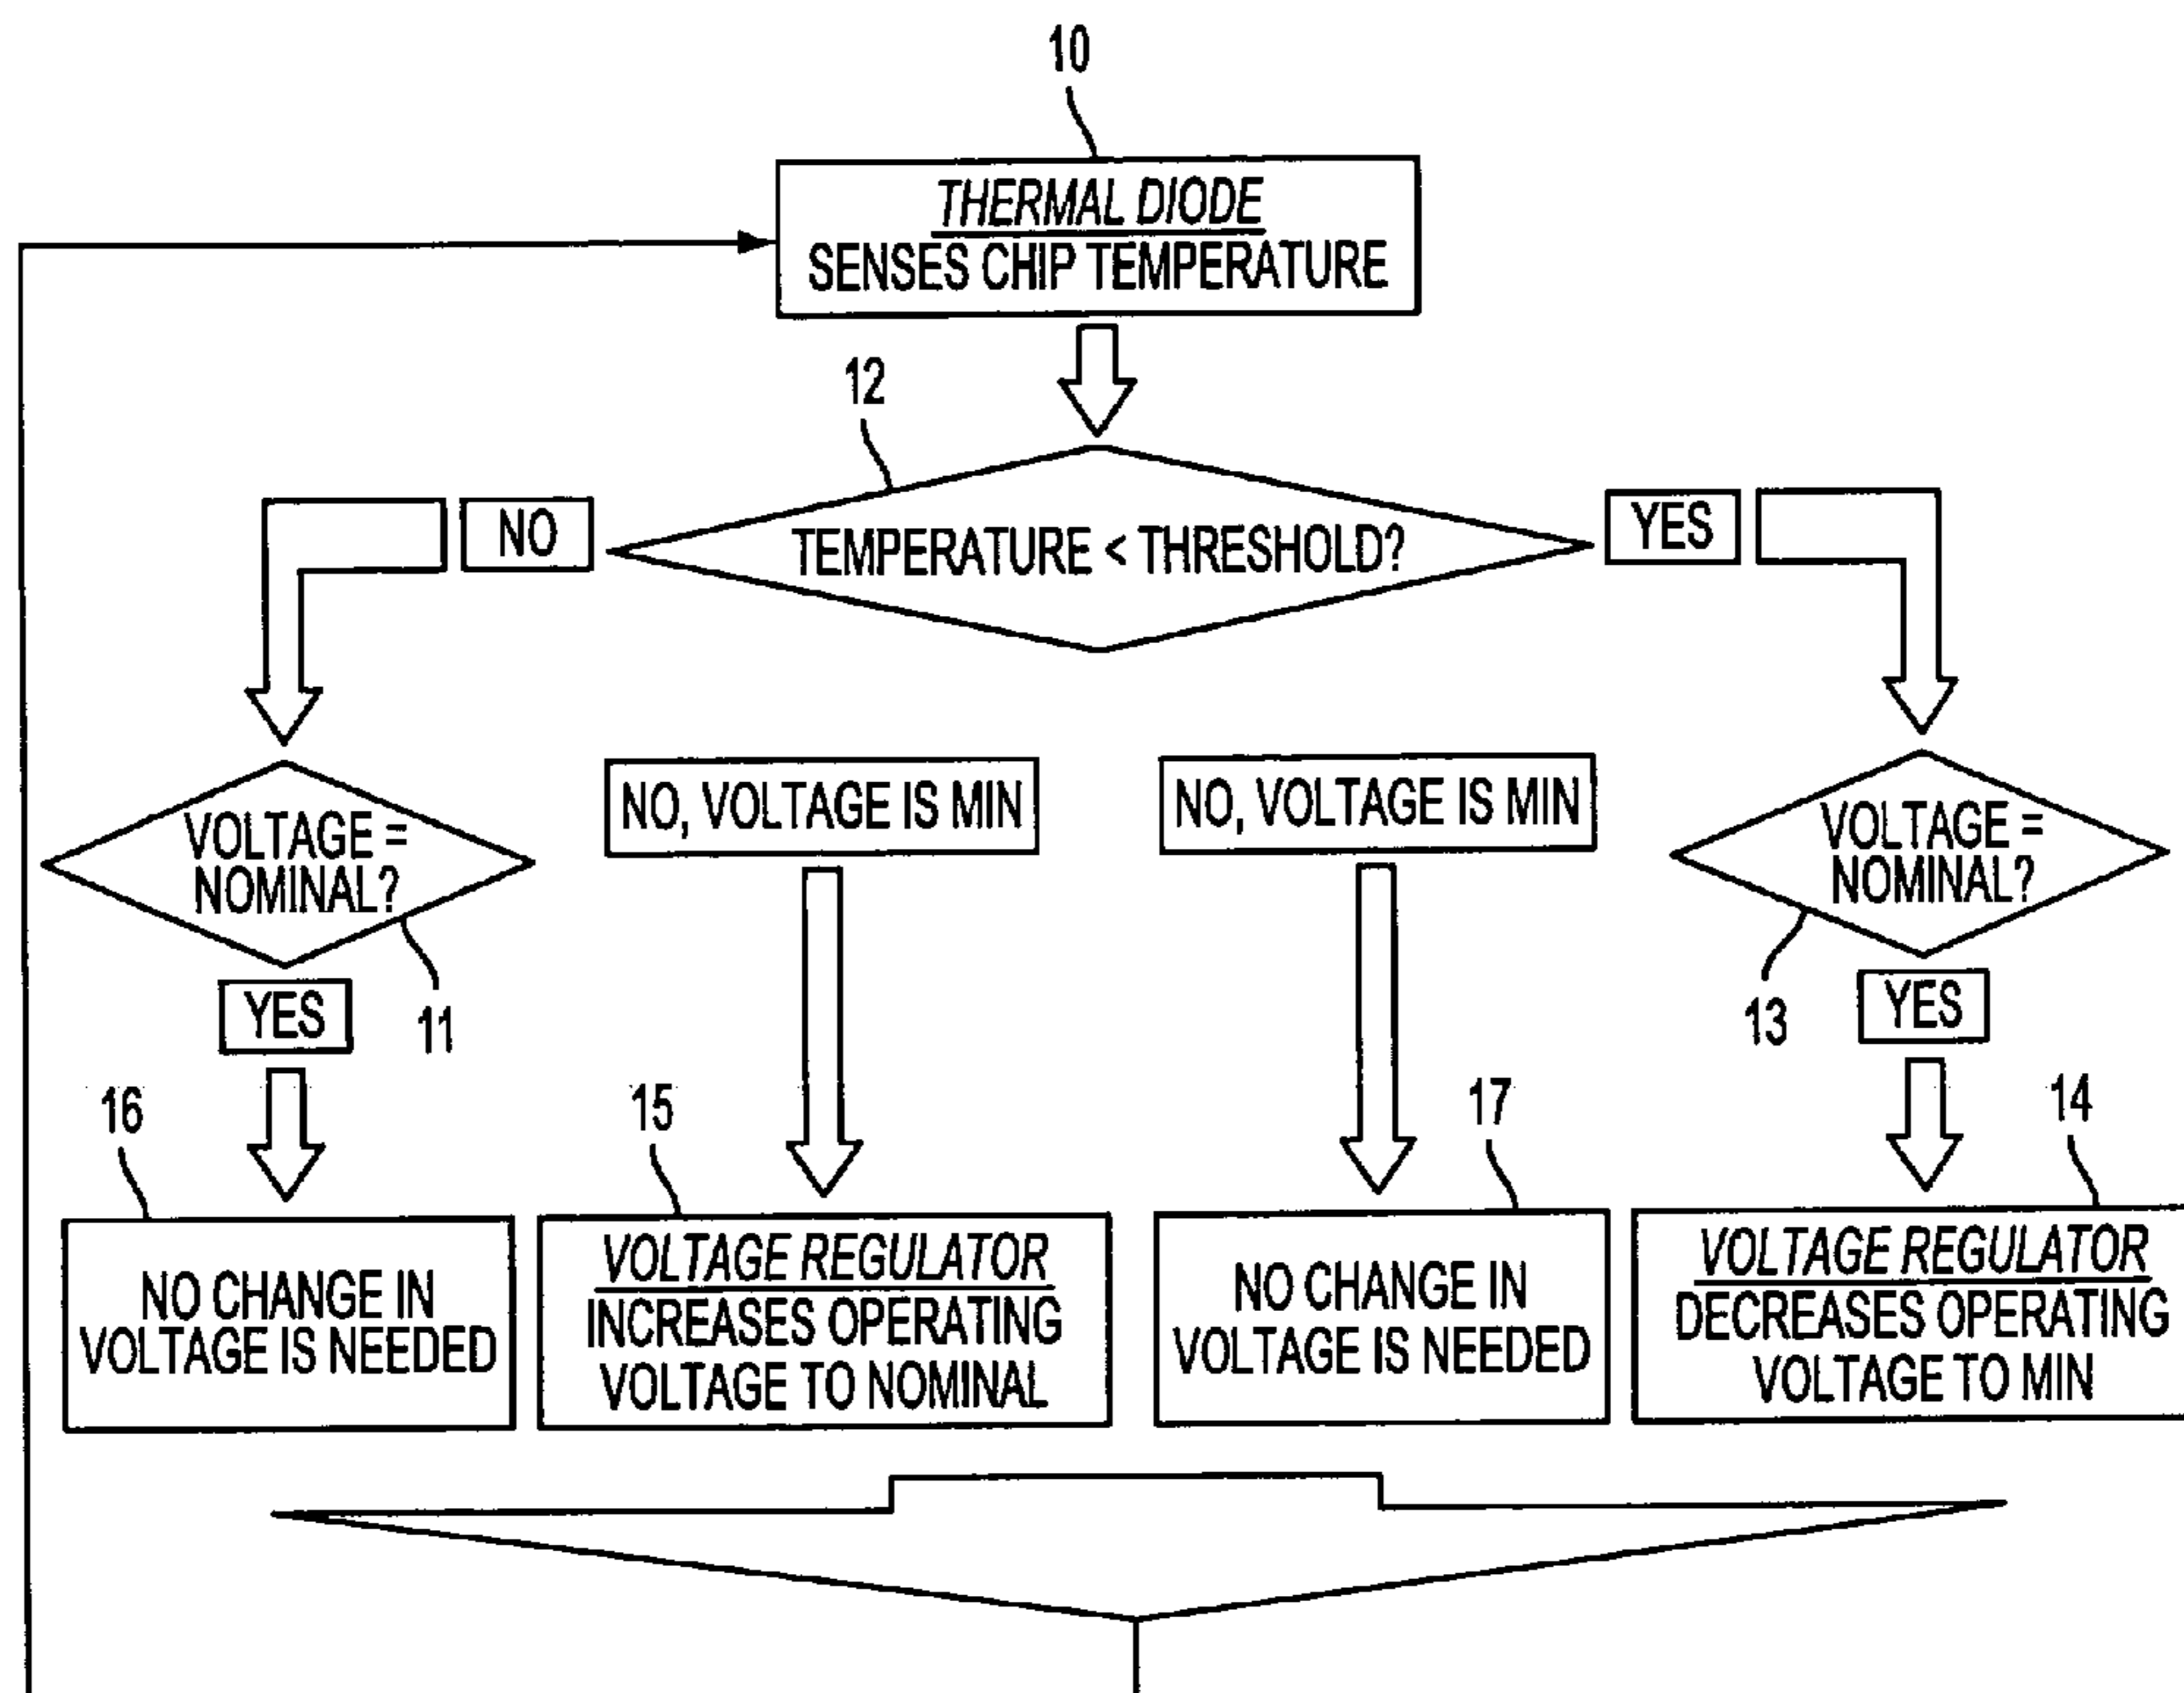 10
THERMAL DIODE
SENSES CHIP TEMPERATURE
12
NO
TEMPERATURE < THRESHOLD?
YES
VOLTAGE =
NOMINAL?
11
NO, VOLTAGE IS MIN
NO, VOLTAGE IS MIN
VOLTAGE =
NOMINAL?
13
YES
YES
16
NO CHANGE IN
VOLTAGE IS NEEDED
15
VOLTAGE REGULATOR
INCREASES OPERATING
VOLTAGE TO NOMINAL
17
NO CHANGE IN
VOLTAGE IS NEEDED
14
VOLTAGE REGULATOR
DECREASES OPERATING
VOLTAGE TO MIN